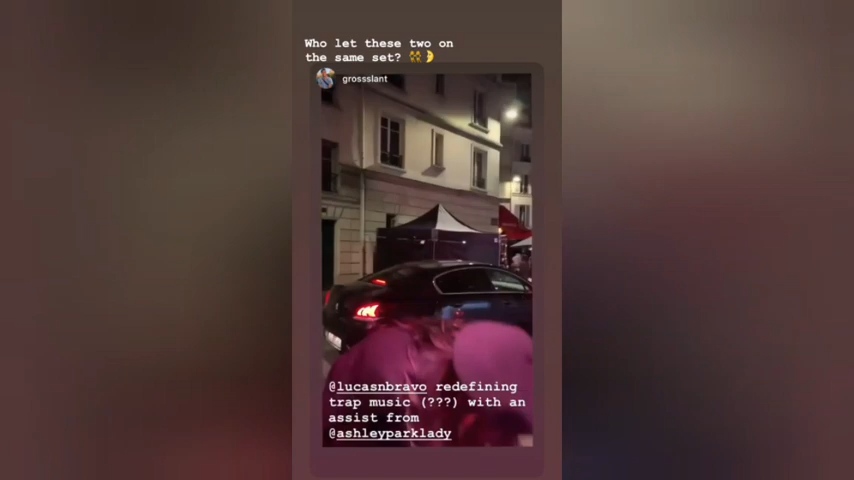 Who let these two on
the same set? 👯🌛
grossslant
@lucasnbravo redefining
trap music (???) with an
assist from
@ashleyparklady